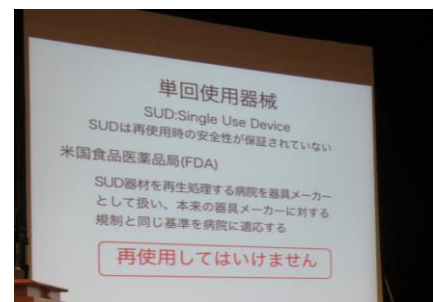 単回使用器械
SUD:Single Use Device
SUDは再使用時の安全性が保証されていない
米国食品医薬品局(FDA)
SUD器材を再生処理する病院を器具メーカー
として扱い、本来の器具メーカーに対する
規制と同じ基準を病院に適応する
再使用してはいけません